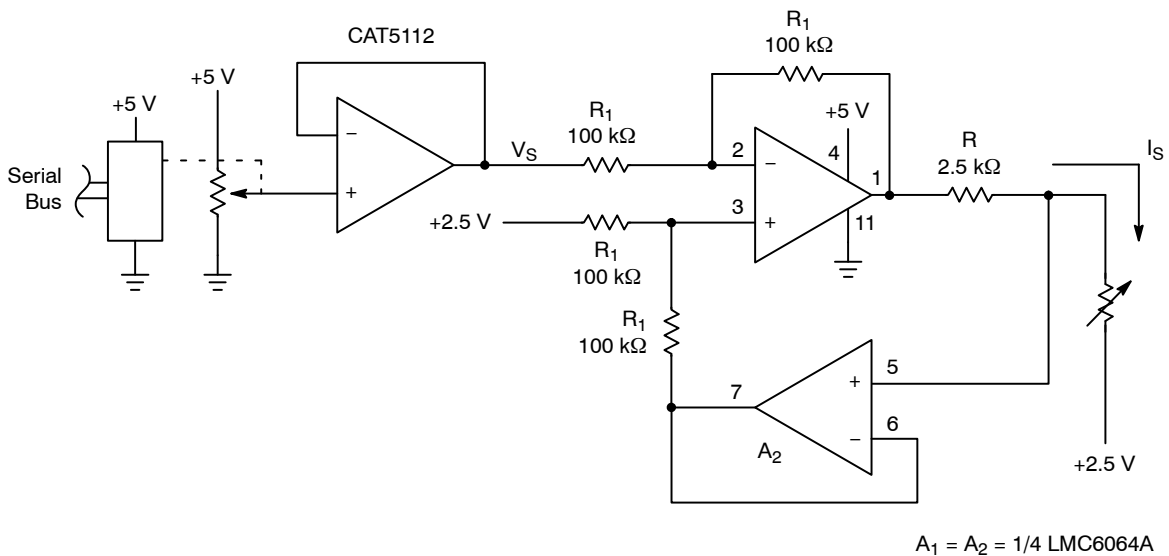 CAT5112
R1
100 kΩ
+5 V
+5 V
+5 V
R1
100 kΩ
R
2.5 kΩ
IS
Serial
Bus
VS
2
−
4
1
−
+
+2.5 V
3
+
11
R1
100 kΩ
R1
100 kΩ
7
+
5
−
6
A2
+2.5 V
A1 = A2 = 1/4 LMC6064A